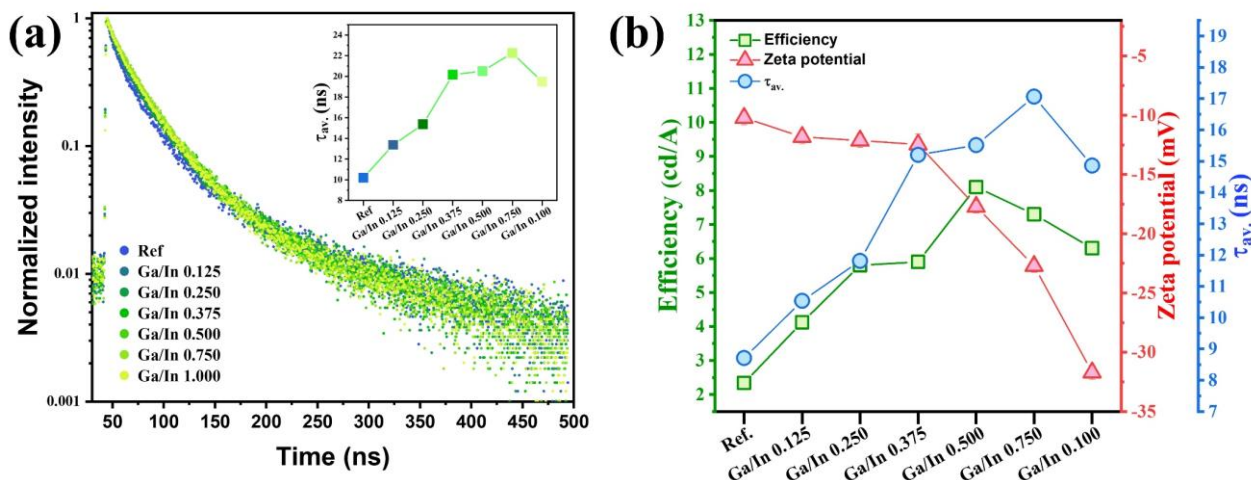 (a)
Normalized intensity
1
0.1
0.01
0.001
50 100 150 200 250 300 350 400 450 500
Time (ns)
Ref
Ga/In 0.125
Ga/In 0.250
Ga/In 0.375
Ga/In 0.500
Ga/In 0.750
Ga/In 1.000
τav. (ns)
24
22
20
18
16
14
12
10
8
Ref
Ga/In 0.125
Ga/In 0.250
Ga/In 0.375
Ga/In 0.500
Ga/In 0.750
Ga/In 0.100
(b)
Efficiency
Zeta potential
τav.
Efficiency (cd/A)
13
12
11
10
9
8
7
6
5
4
3
2
Zeta potential (mV)
-5
-10
-15
-20
-25
-30
-35
τav. (ns)
19
18
17
16
15
14
13
12
11
10
9
8
7
Ref.
Ga/In 0.125
Ga/In 0.250
Ga/In 0.375
Ga/In 0.500
Ga/In 0.750
Ga/In 0.100